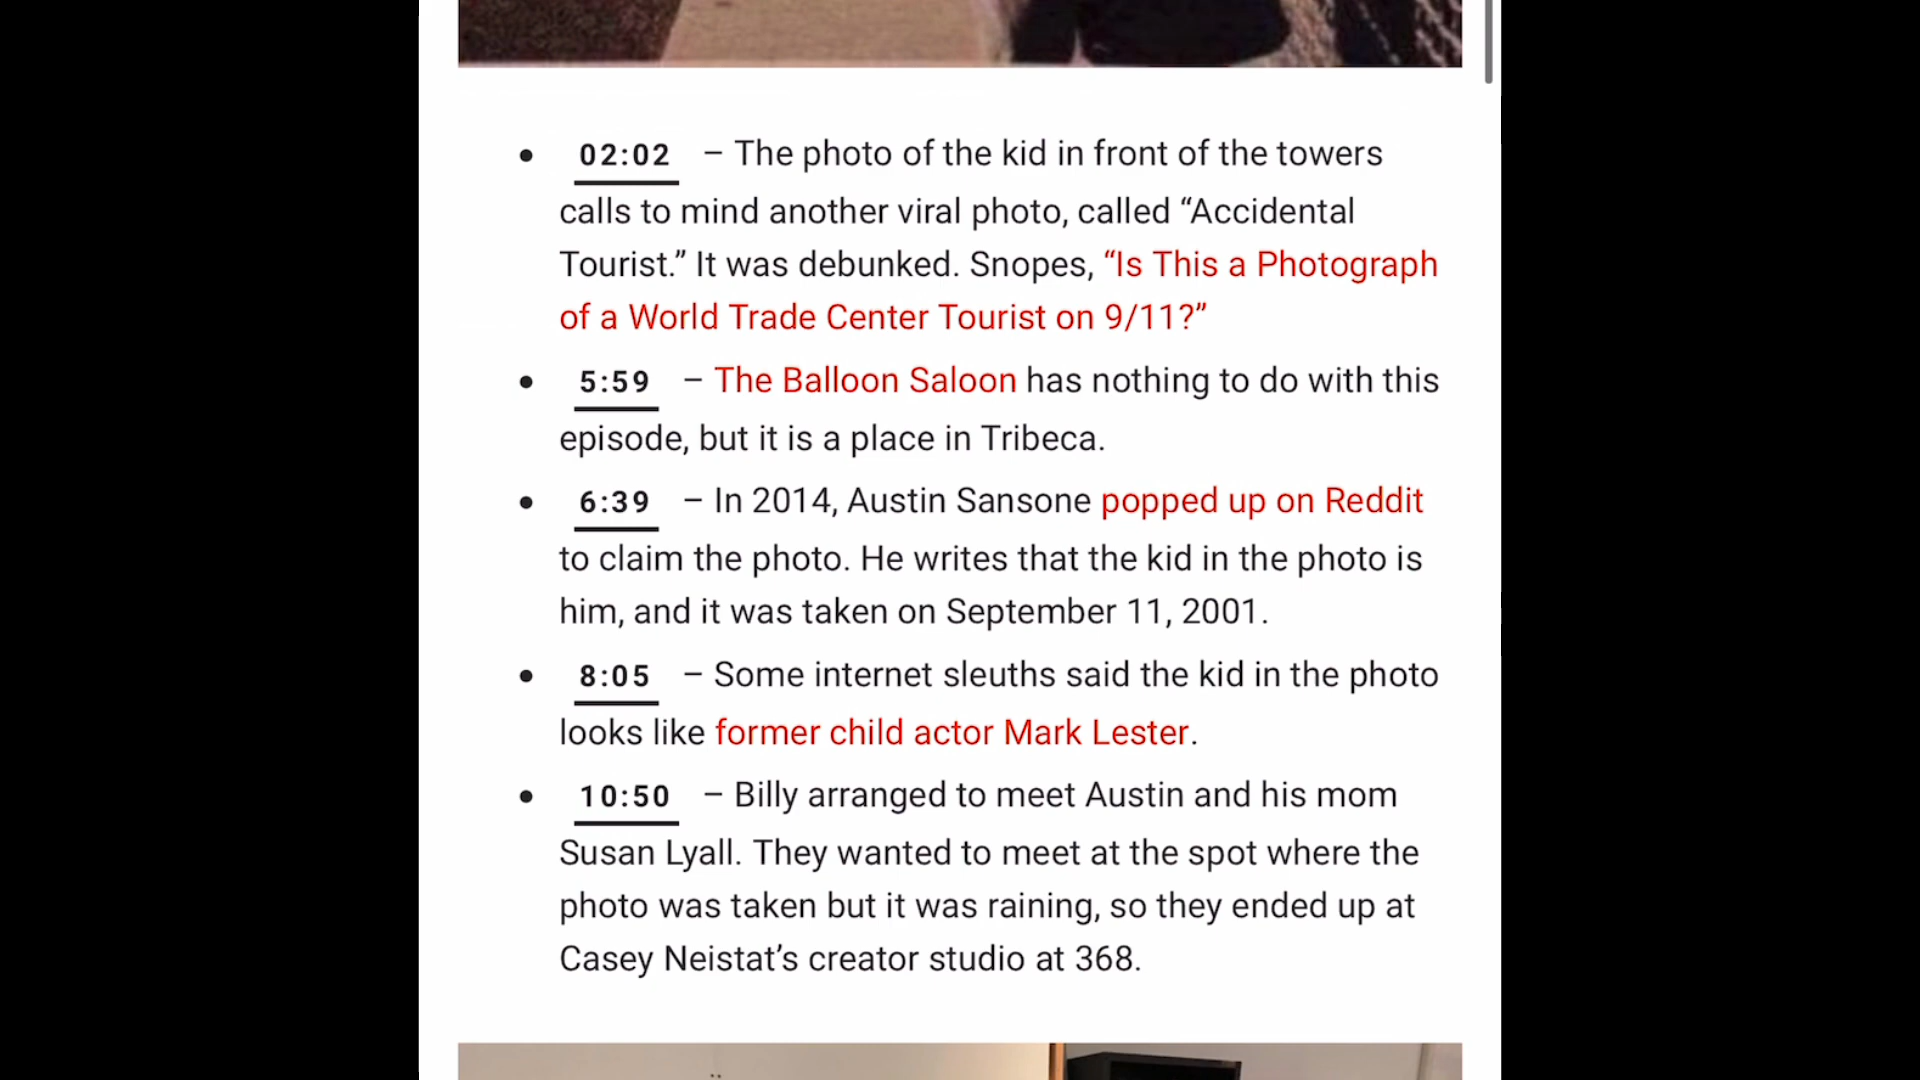 02:02 – The photo of the kid in front of the towers
calls to mind another viral photo, called “Accidental
Tourist.” It was debunked. Snopes, “Is This a Photograph
of a World Trade Center Tourist on 9/11?”
5:59 – The Balloon Saloon has nothing to do with this
episode, but it is a place in Tribeca.
6:39 – In 2014, Austin Sansone popped up on Reddit
to claim the photo. He writes that the kid in the photo is
him, and it was taken on September 11, 2001.
8:05 – Some internet sleuths said the kid in the photo
looks like former child actor Mark Lester.
10:50 – Billy arranged to meet Austin and his mom
Susan Lyall. They wanted to meet at the spot where the
photo was taken but it was raining, so they ended up at
Casey Neistat’s creator studio at 368.